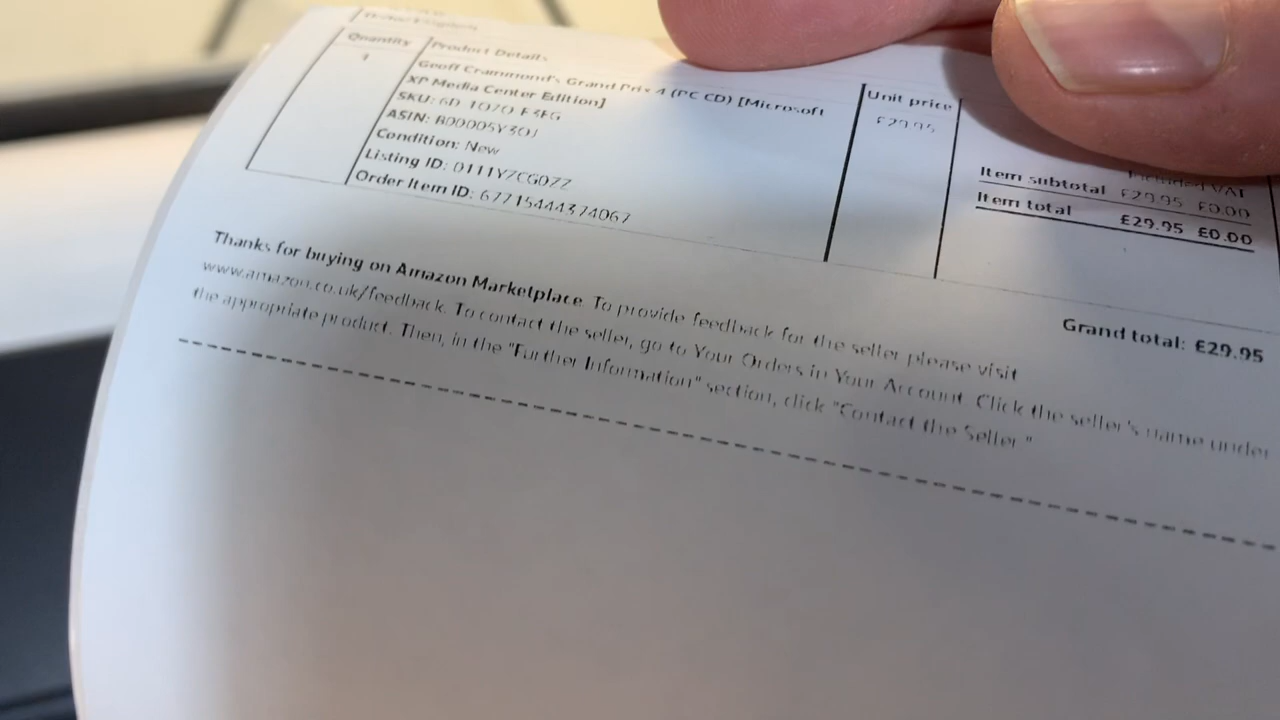 United Kingdom
Quantity
Product Details
Unit price
1
Geoff Crammond's Grand Prix 4 (PC CD) [Microsoft
XP Media Center Edition]
£29.95
SKU:
ASIN: B00005Y3OJ
Condition: New
Listing ID: 0111YZCG0ZZ
Order Item ID: 67715444374067
Included VAT
Item subtotal £29.95 £0.00
Item total £29.95 £0.00
Grand total: £29.95
Thanks for buying on Amazon Marketplace. To provide feedback for the seller please visit
www.amazon.co.uk/feedback. To contact the seller, go to Your Orders in Your Account. Click the seller's name under
the appropriate product. Then, in the "Further Information" section, click "Contact the Seller."